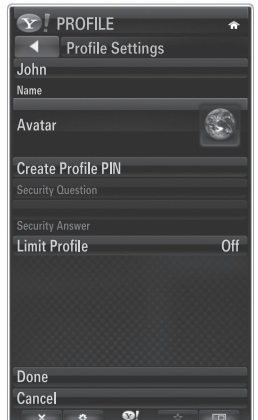 Y! PROFILE
Profile Settings
John
Name
Avatar
Create Profile PIN
Security Question
Security Answer
Limit Profile Off
Done
Cancel
Y!